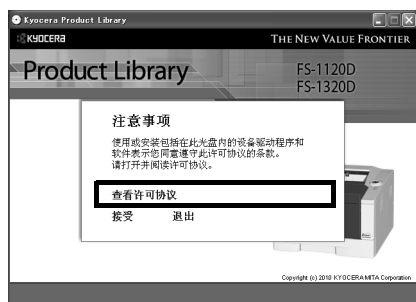 Kyocera Product Library
KYOCERA
THE NEW VALUE FRONTIER
Product Library
FS-1120D
FS-1320D
注意事项
使用或安装包括在此光盘内的设备驱动程序和
软件表示您同意遵守此许可协议的条款。
请打开并阅读许可协议。
查看许可协议
接受 退出
Copyright (c) 2010 KYOCERA MITA Corporation